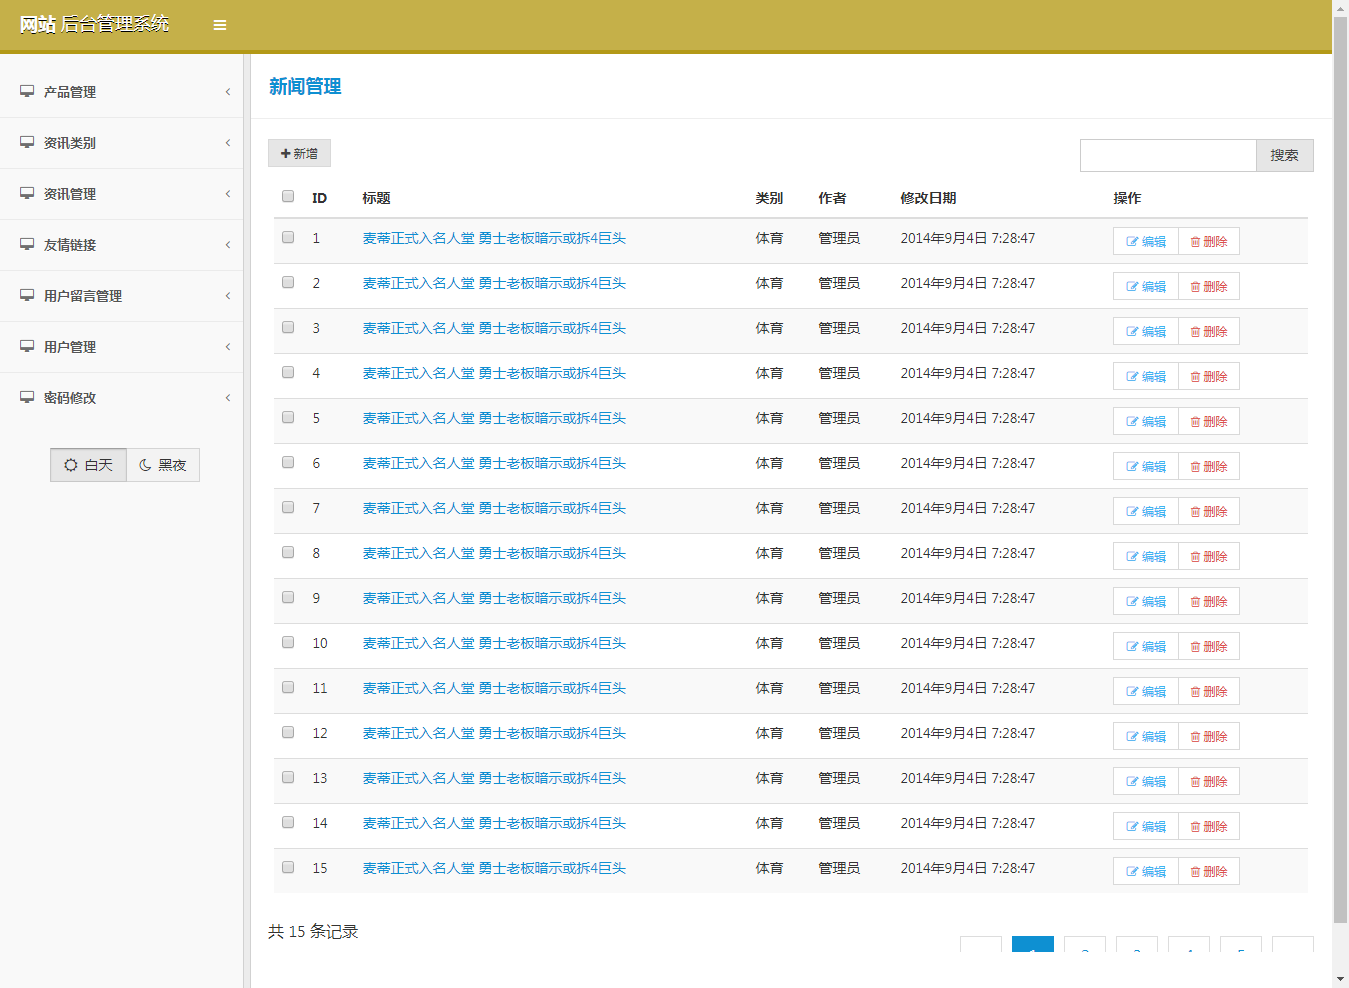 网站 后台管理系统
产品管理
资讯类别
资讯管理
友情链接
用户留言管理
用户管理
密码修改
白天 黑夜
新闻管理
新增 搜索
ID 标题 类别 作者 修改日期 操作
1 麦蒂正式入名人堂 勇士老板暗示或拆4巨头 体育 管理员 2014年9月4日 7:28:47 编辑 删除
2 麦蒂正式入名人堂 勇士老板暗示或拆4巨头 体育 管理员 2014年9月4日 7:28:47 编辑 删除
3 麦蒂正式入名人堂 勇士老板暗示或拆4巨头 体育 管理员 2014年9月4日 7:28:47 编辑 删除
4 麦蒂正式入名人堂 勇士老板暗示或拆4巨头 体育 管理员 2014年9月4日 7:28:47 编辑 删除
5 麦蒂正式入名人堂 勇士老板暗示或拆4巨头 体育 管理员 2014年9月4日 7:28:47 编辑 删除
6 麦蒂正式入名人堂 勇士老板暗示或拆4巨头 体育 管理员 2014年9月4日 7:28:47 编辑 删除
7 麦蒂正式入名人堂 勇士老板暗示或拆4巨头 体育 管理员 2014年9月4日 7:28:47 编辑 删除
8 麦蒂正式入名人堂 勇士老板暗示或拆4巨头 体育 管理员 2014年9月4日 7:28:47 编辑 删除
9 麦蒂正式入名人堂 勇士老板暗示或拆4巨头 体育 管理员 2014年9月4日 7:28:47 编辑 删除
10 麦蒂正式入名人堂 勇士老板暗示或拆4巨头 体育 管理员 2014年9月4日 7:28:47 编辑 删除
11 麦蒂正式入名人堂 勇士老板暗示或拆4巨头 体育 管理员 2014年9月4日 7:28:47 编辑 删除
12 麦蒂正式入名人堂 勇士老板暗示或拆4巨头 体育 管理员 2014年9月4日 7:28:47 编辑 删除
13 麦蒂正式入名人堂 勇士老板暗示或拆4巨头 体育 管理员 2014年9月4日 7:28:47 编辑 删除
14 麦蒂正式入名人堂 勇士老板暗示或拆4巨头 体育 管理员 2014年9月4日 7:28:47 编辑 删除
15 麦蒂正式入名人堂 勇士老板暗示或拆4巨头 体育 管理员 2014年9月4日 7:28:47 编辑 删除
共 15 条记录